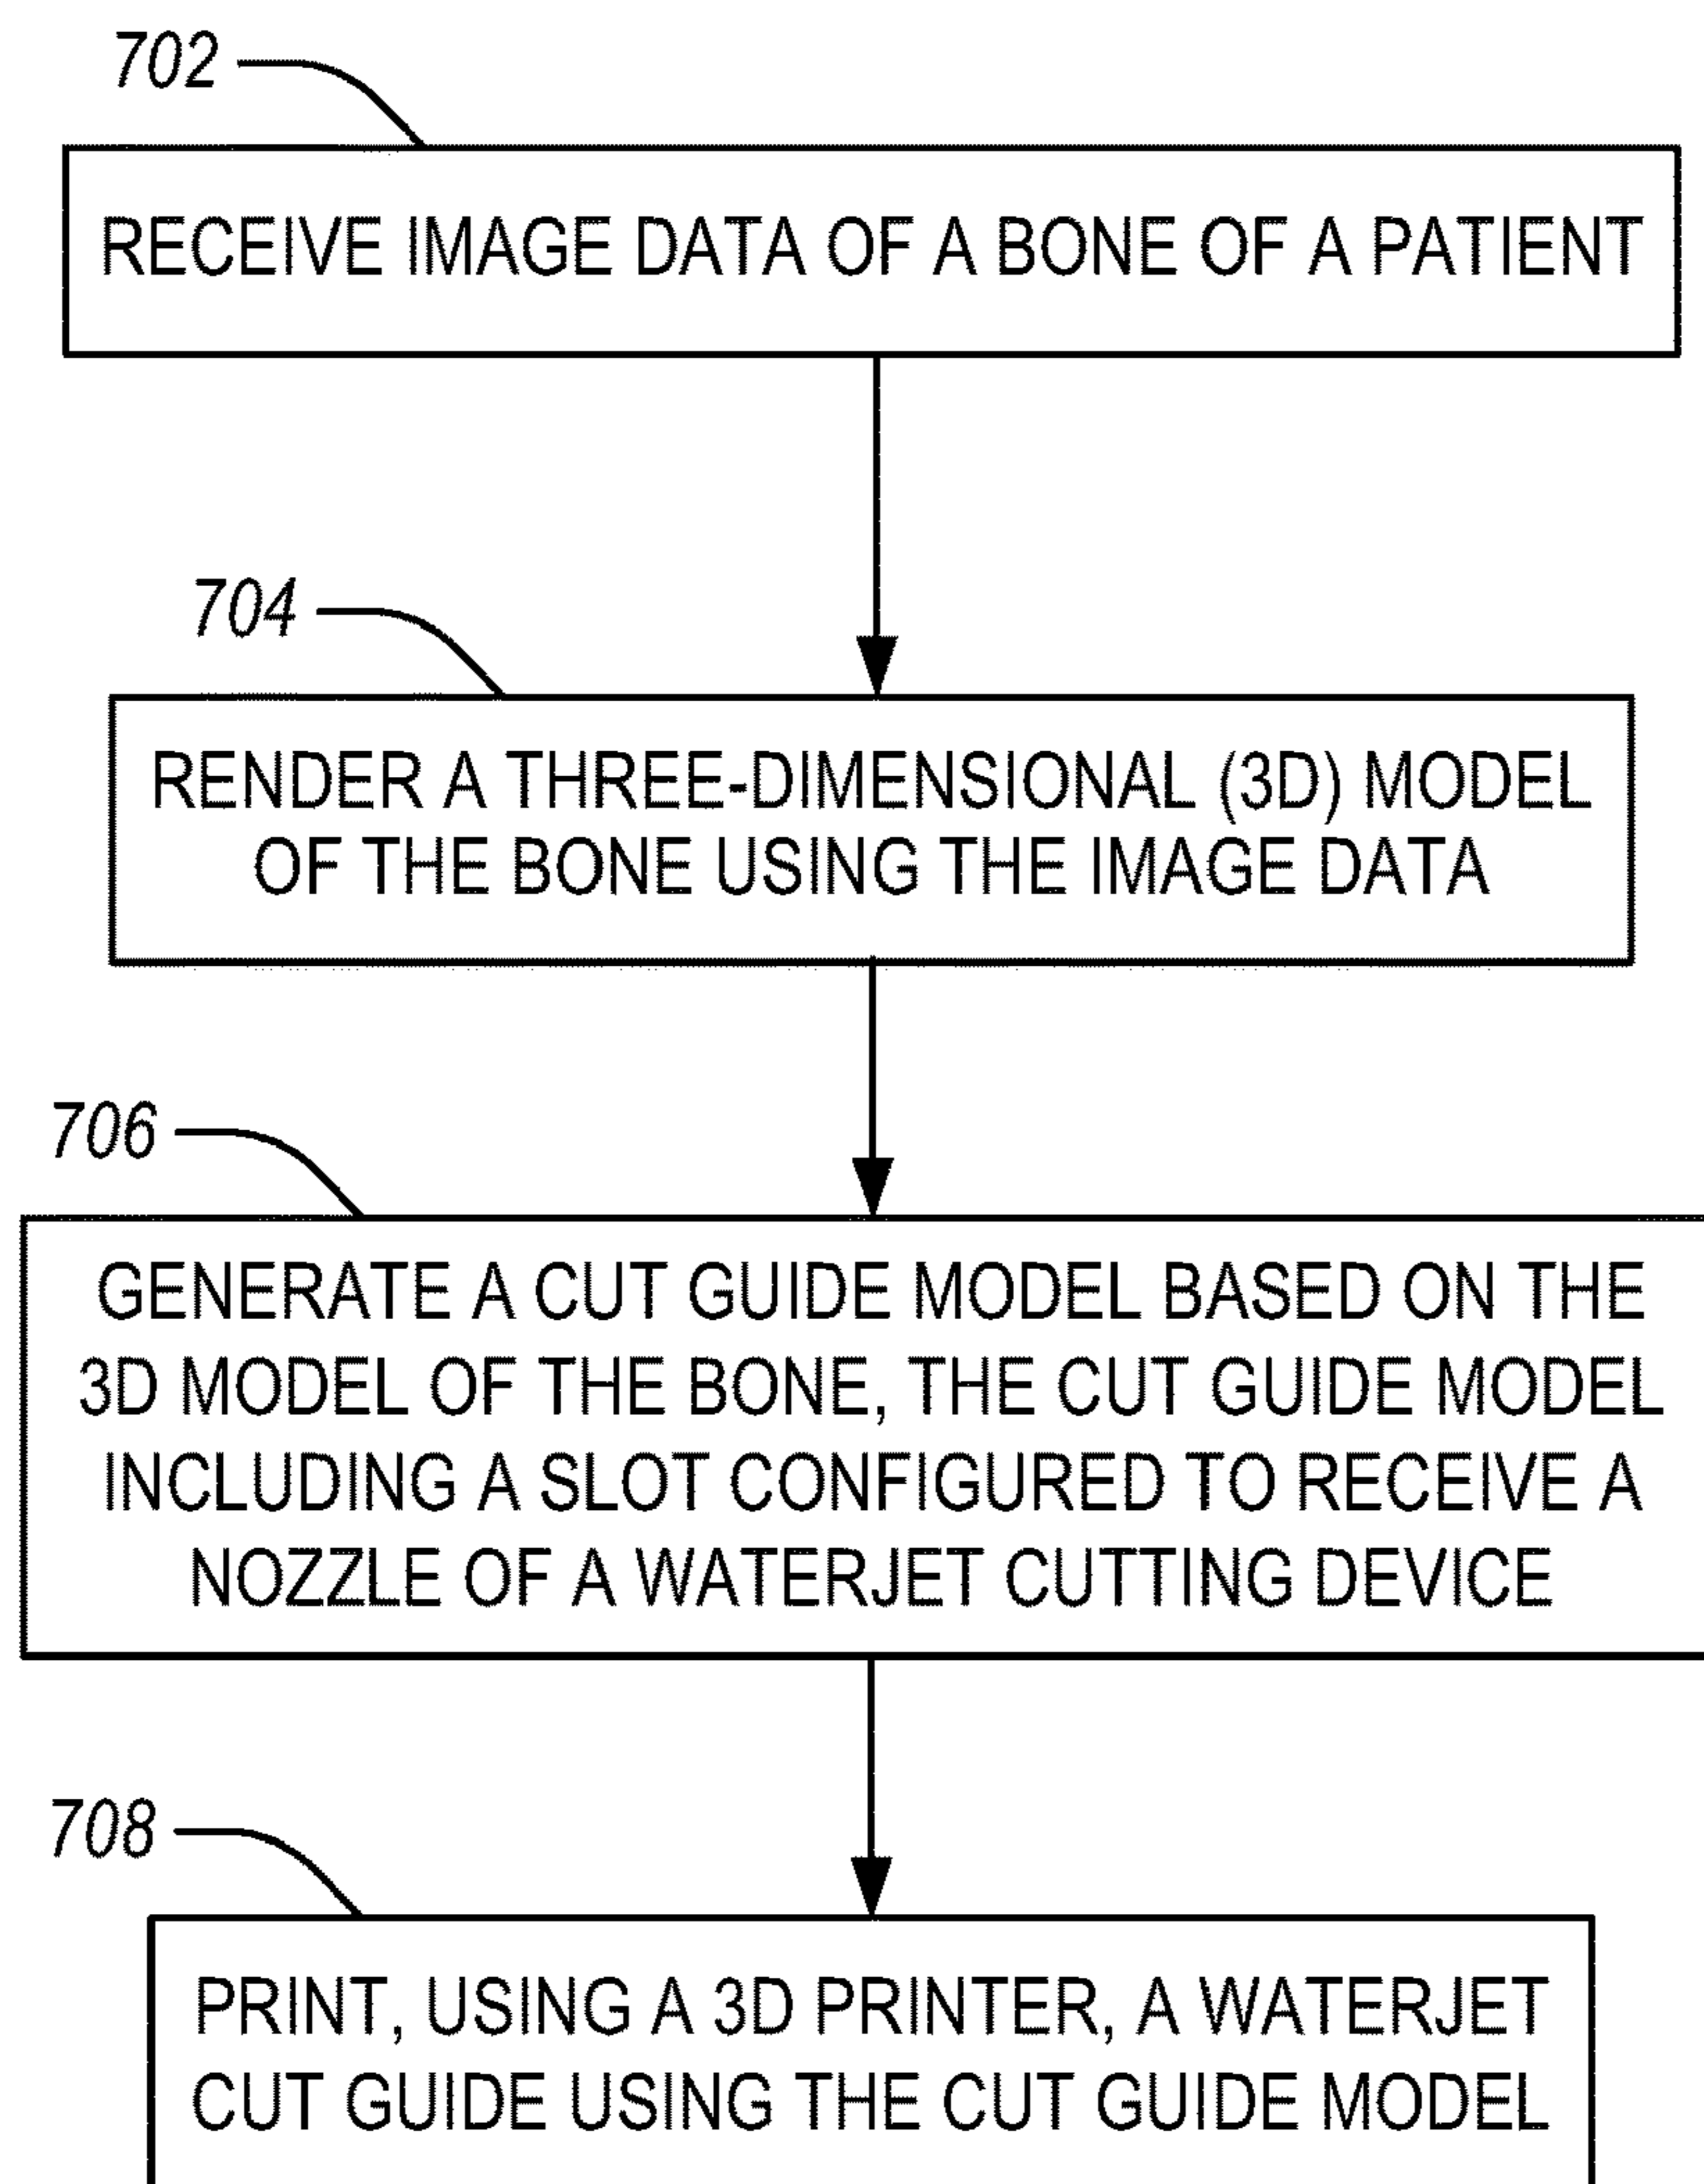 702
RECEIVE IMAGE DATA OF A BONE OF A PATIENT
704
RENDER A THREE-DIMENSIONAL (3D) MODEL
OF THE BONE USING THE IMAGE DATA
706
GENERATE A CUT GUIDE MODEL BASED ON THE
3D MODEL OF THE BONE, THE CUT GUIDE MODEL
INCLUDING A SLOT CONFIGURED TO RECEIVE A
NOZZLE OF A WATERJET CUTTING DEVICE
708
PRINT, USING A 3D PRINTER, A WATERJET
CUT GUIDE USING THE CUT GUIDE MODEL